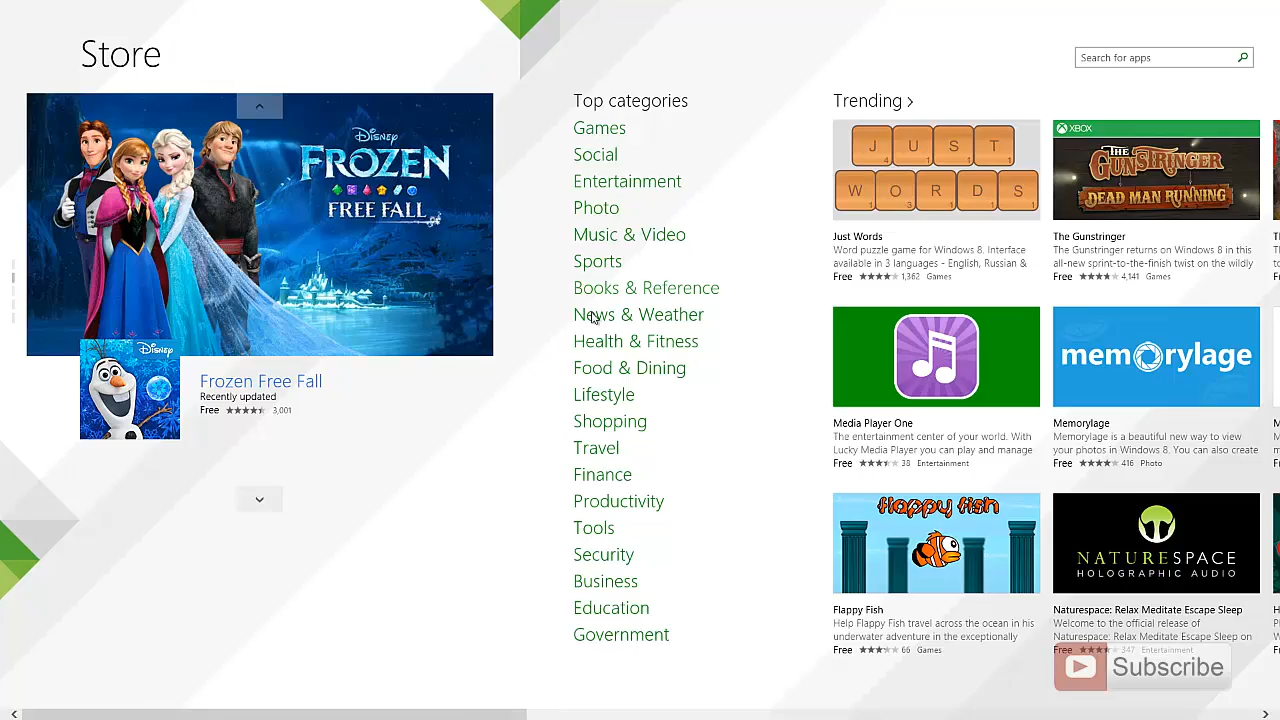 Store
Search for apps
Disney
FROZEN
FREE FALL
Disney
Frozen Free Fall
Recently updated
Free 3,001
Top categories
Games
Social
Entertainment
Photo
Music & Video
Sports
Books & Reference
News & Weather
Health & Fitness
Food & Dining
Lifestyle
Shopping
Travel
Finance
Productivity
Tools
Security
Business
Education
Government
Trending
JUST
WORDS
Just Words
Word puzzle game for Windows 8. Interface
available in 3 languages - English, Russian &
Free 1,362 Games
XBOX
THE
GUNSTRINGER
DEAD MAN RUNNING
The Gunstringer
The Gunstringer returns on Windows 8 in this
all-new sprint-to-the-finish twist on the wildly
Free 4,141 Games
Media Player One
The entertainment center of your world. With
Lucky Media Player you can play and manage
Free 38 Entertainment
memorylage
Memorylage
Memorylage is a beautiful new way to view
your photos in Windows 8. You can also create
Free 416 Photo
flappy fish
Flappy Fish
Help Flappy Fish travel across the ocean in his
underwater adventure in the exceptionally
Free 66 Games
NATURESPACE
HOLOGRAPHIC AUDIO
Naturespace: Relax Meditate Escape Sleep
Welcome to the official release of
Naturespace: Relax Meditate Escape Sleep on
Free 347 Entertainment
Subscribe